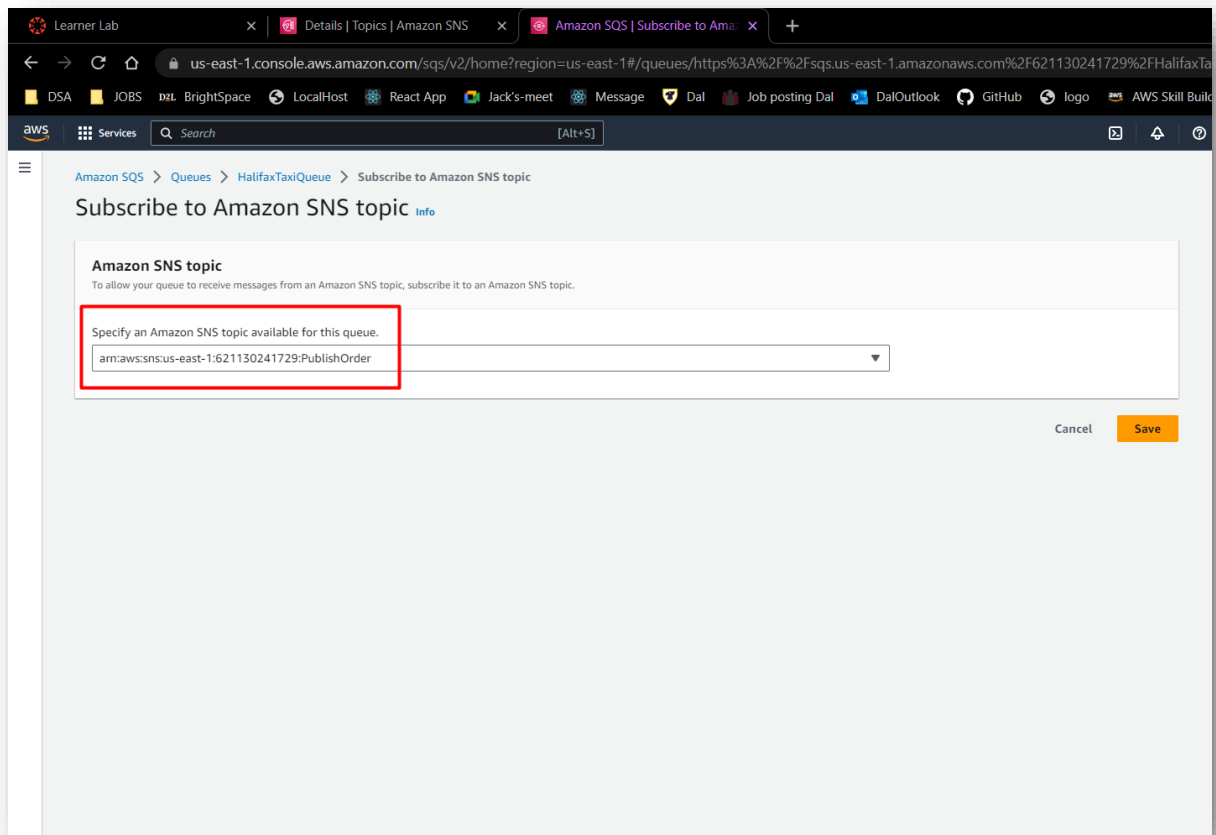 Learner Lab
Details | Topics | Amazon SNS
Amazon SQS | Subscribe to Ama
us-east-1.console.aws.amazon.com/sqs/v2/home?region=us-east-1#/queues/https%3A%2F%2Fsqs.us-east-1.amazonaws.com%2F621130241729%2FHalifaxTa
DSA JOBS D2L BrightSpace LocalHost React App Jack's-meet Message Dal Job posting Dal DalOutlook GitHub logo AWS Skill Build
aws Services Search [Alt+S]
Amazon SQS > Queues > HalifaxTaxiQueue > Subscribe to Amazon SNS topic
Subscribe to Amazon SNS topic Info
Amazon SNS topic
To allow your queue to receive messages from an Amazon SNS topic, subscribe it to an Amazon SNS topic.
Specify an Amazon SNS topic available for this queue.
arn:aws:sns:us-east-1:621130241729:PublishOrder
Cancel Save